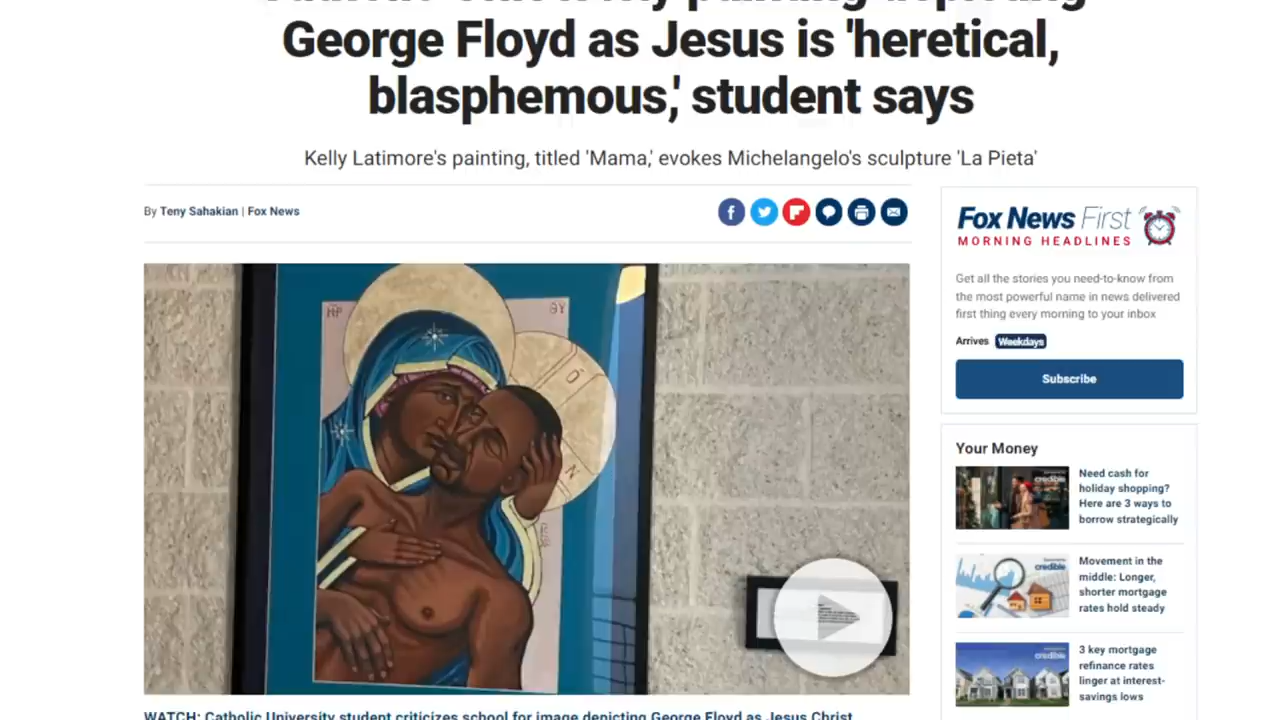 George Floyd as Jesus is 'heretical,
blasphemous,' student says
Kelly Latimore's painting, titled 'Mama,' evokes Michelangelo's sculpture 'La Pieta'
By Teny Sahakian | Fox News
Fox News First
MORNING HEADLINES
Get all the stories you need-to-know from
the most powerful name in news delivered
first thing every morning to your inbox
Arrives Weekdays
Subscribe
Your Money
credible
Need cash for
holiday shopping?
Here are 3 ways to
borrow strategically
credible
Movement in the
middle: Longer,
shorter mortgage
rates hold steady
credible
3 key mortgage
refinance rates
linger at interest-
savings lows
WATCH: Catholic University student criticizes school for image depicting George Floyd as Jesus Christ